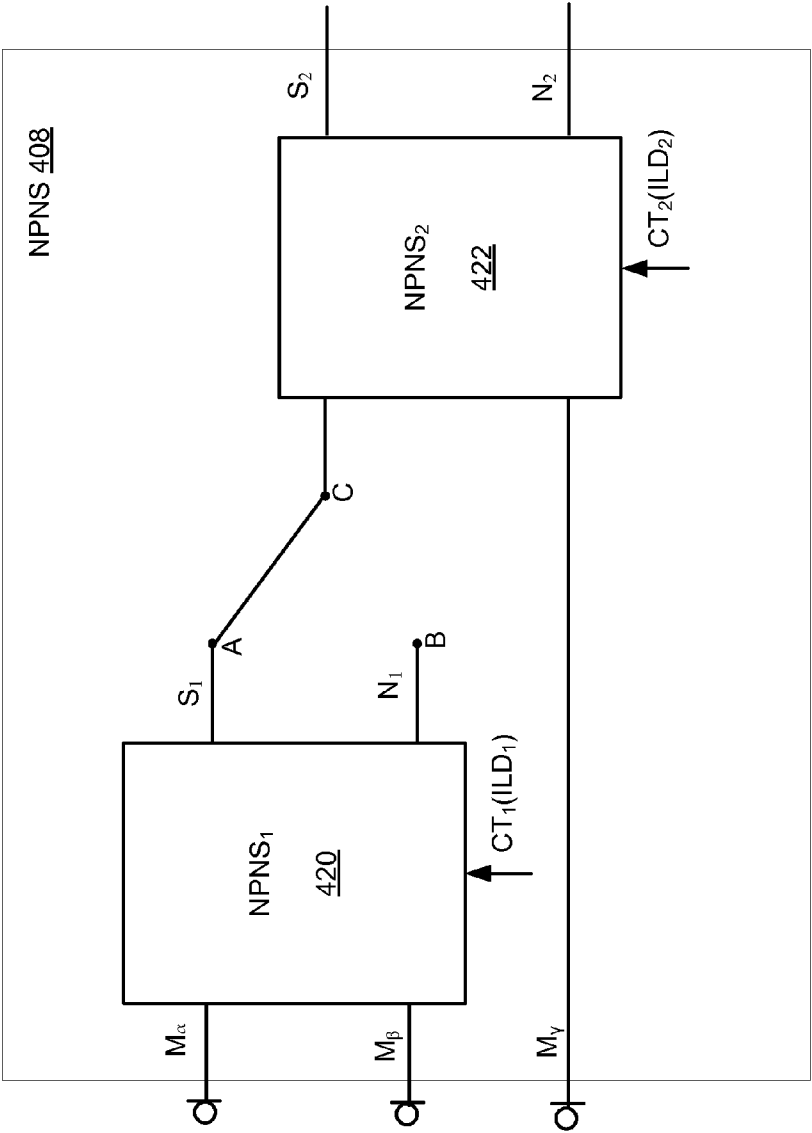 NPNS 408
S₂
N₂
NPNS₂
422
CT₂(ILD₂)
C
A
B
S₁
N₁
NPNS₁
420
CT₁(ILD₁)
Mα
Mβ
Mγ